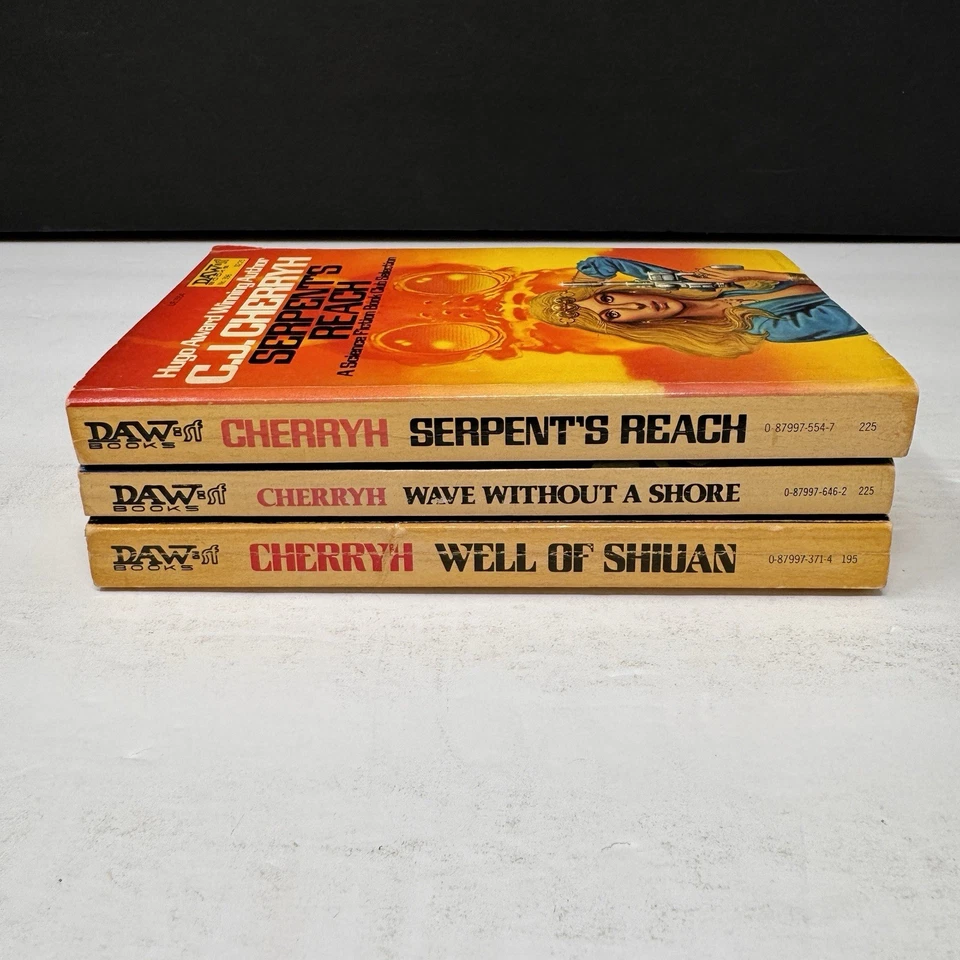 DAW
Hugo Award Winning Author
C.J. CHERRYH
SERPENT'S
REACH
A Science Fiction Book Club Selection
DAW=sf
BOOKS
CHERRYH SERPENT'S REACH 0-87997-554-7 225
DAW=sf
BOOKS
CHERRYH WAVE WITHOUT A SHORE 0-87997-646-2 225
DAW=sf
BOOKS
CHERRYH WELL OF SHIUAN 0-87997-371-4 195